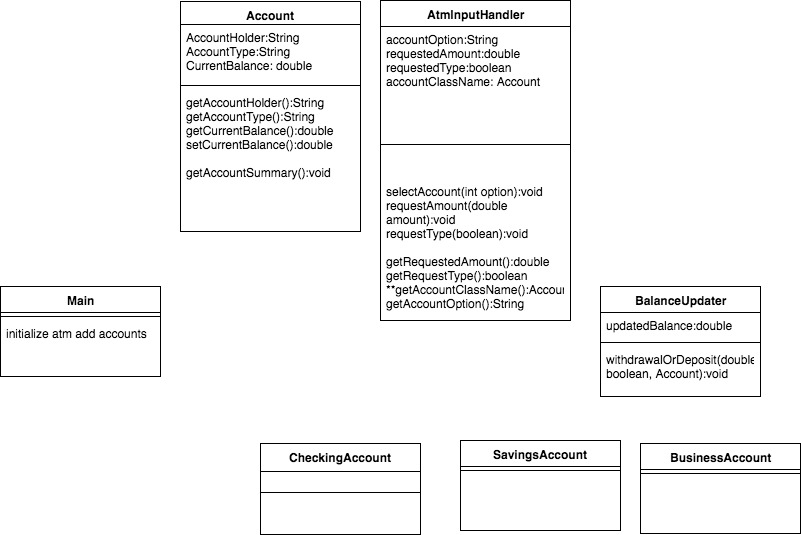 Account
AccountHolder:String
AccountType:String
CurrentBalance: double
getAccountHolder():String
getAccountType():String
getCurrentBalance():double
setCurrentBalance():double
getAccountSummary():void
AtmInputHandler
accountOption:String
requestedAmount:double
requestedType:boolean
accountClassName: Account
selectAccount(int option):void
requestAmount(double
amount):void
requestType(boolean):void
getRequestedAmount():double
getRequestType():boolean
**getAccountClassName():Accou
getAccountOption():String
Main
initialize atm add accounts
BalanceUpdater
updatedBalance:double
withdrawalOrDeposit(double
boolean, Account):void
CheckingAccount
SavingsAccount
BusinessAccount